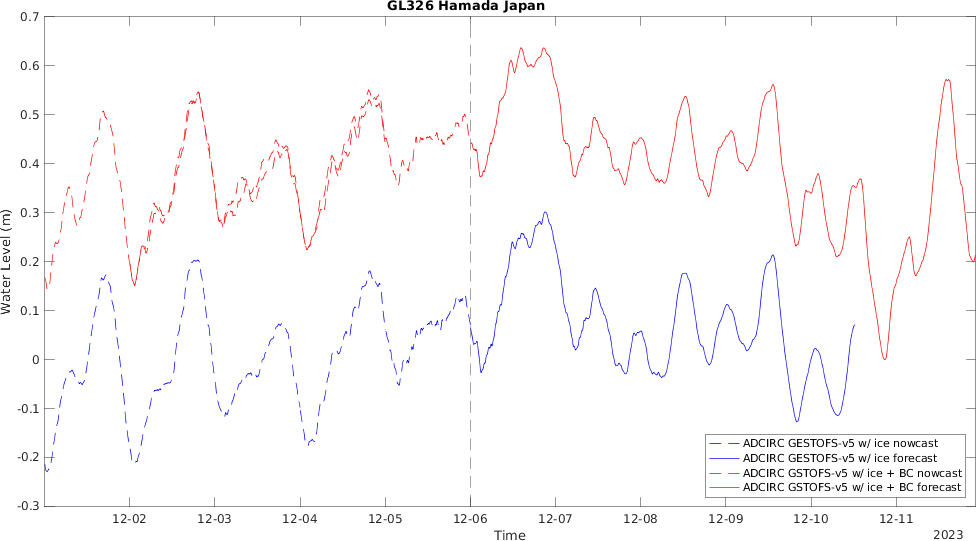 GL326 Hamada Japan
0.7
0.6
0.5
0.4
0.3
0.2
0.1
0
-0.1
-0.2
-0.3
Water Level (m)
ADCIRC GESTOFS-v5 w/ ice nowcast
ADCIRC GESTOFS-v5 w/ ice forecast
ADCIRC GSTOFS-v5 w/ ice + BC nowcast
ADCIRC GSTOFS-v5 w/ ice + BC forecast
12-02 12-03 12-04 12-05 12-06 12-07 12-08 12-09 12-10 12-11
Time
2023